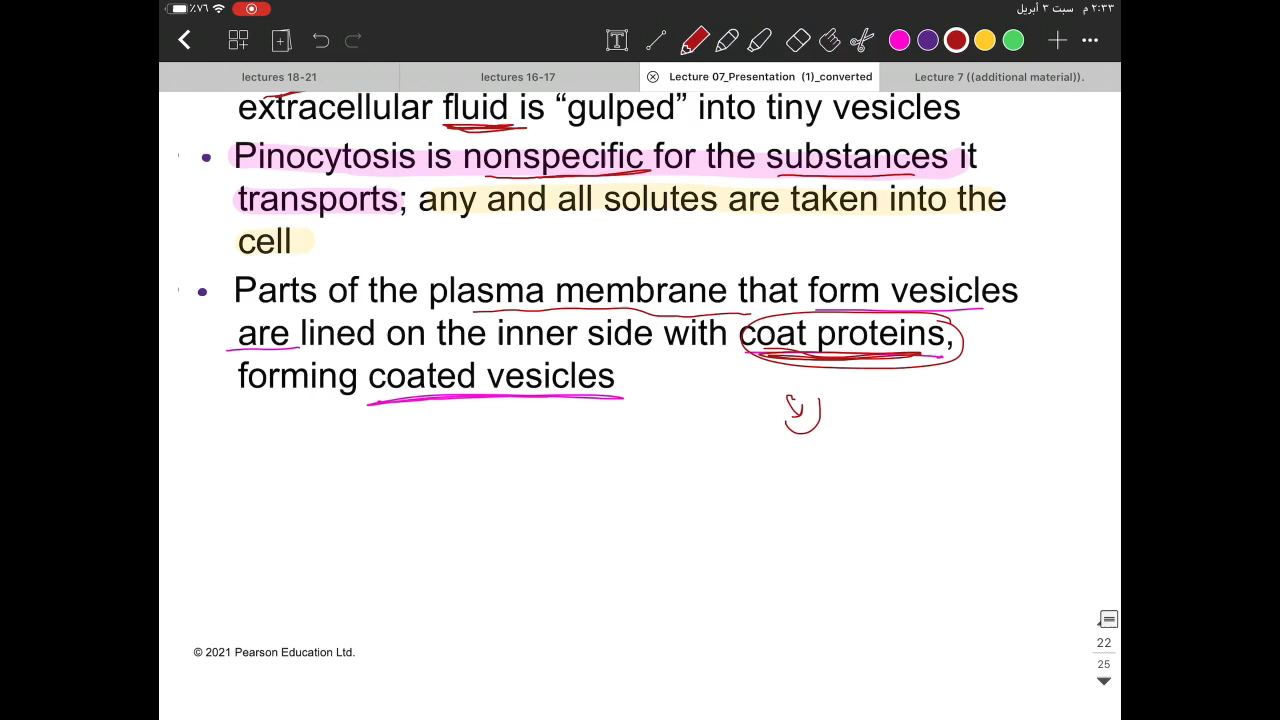 ٪٧٦
٢:٣٣ م سبت ٣ أبريل
lectures 18-21
lectures 16-17
Lecture 07_Presentation (1)_converted
Lecture 7 ((additional material)).
extracellular fluid is “gulped” into tiny vesicles
• Pinocytosis is nonspecific for the substances it
transports; any and all solutes are taken into the
cell
• Parts of the plasma membrane that form vesicles
are lined on the inner side with coat proteins,
forming coated vesicles
© 2021 Pearson Education Ltd.
22
25